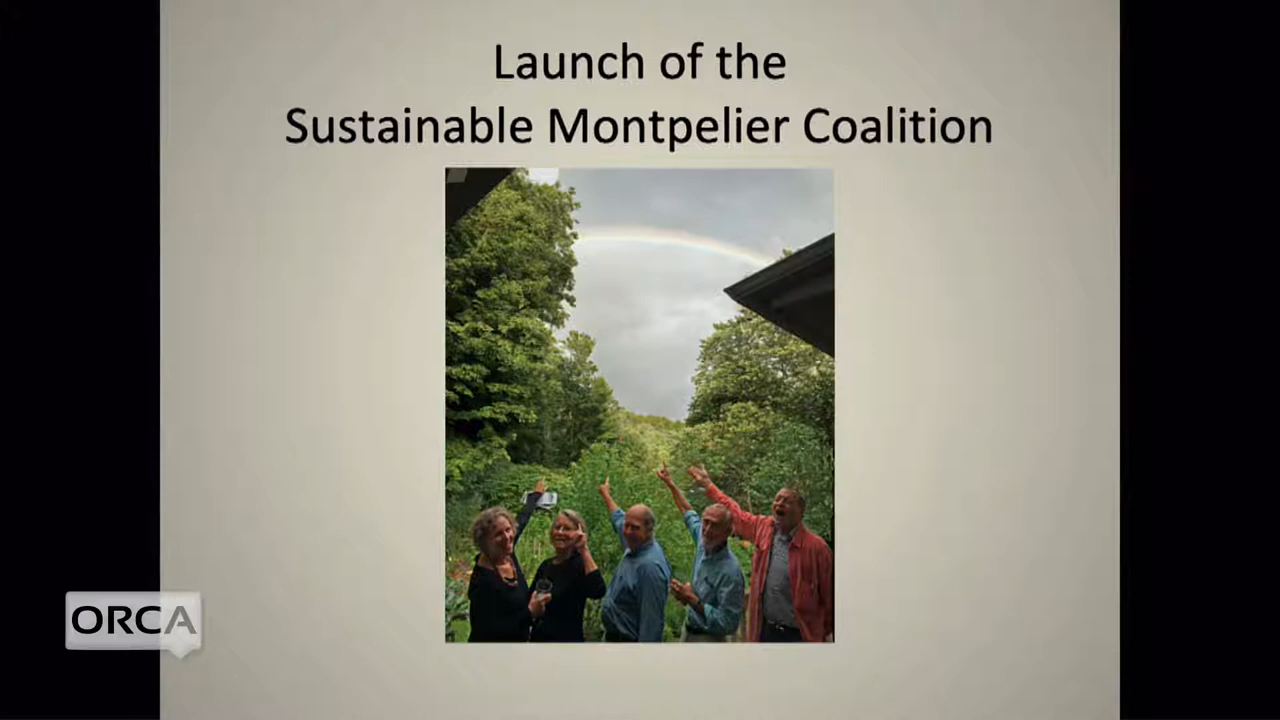 Launch of the
Sustainable Montpelier Coalition
ORCA